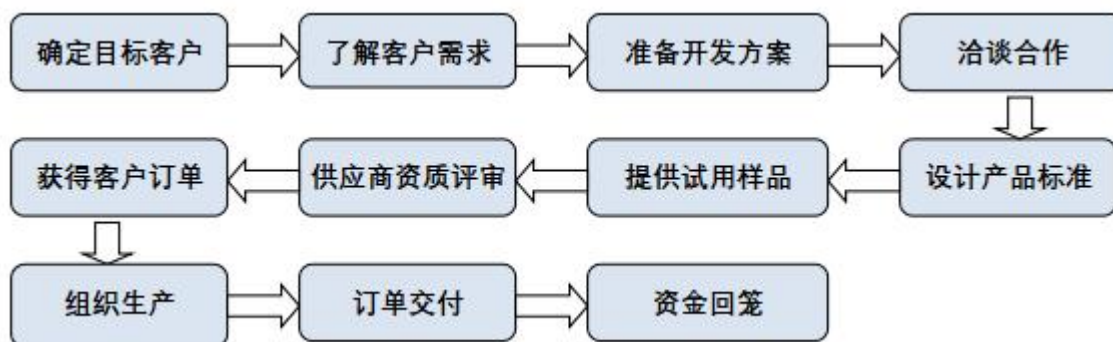 确定目标客户
了解客户需求
准备开发方案
洽谈合作
设计产品标准
提供试用样品
供应商资质评审
获得客户订单
组织生产
订单交付
资金回笼